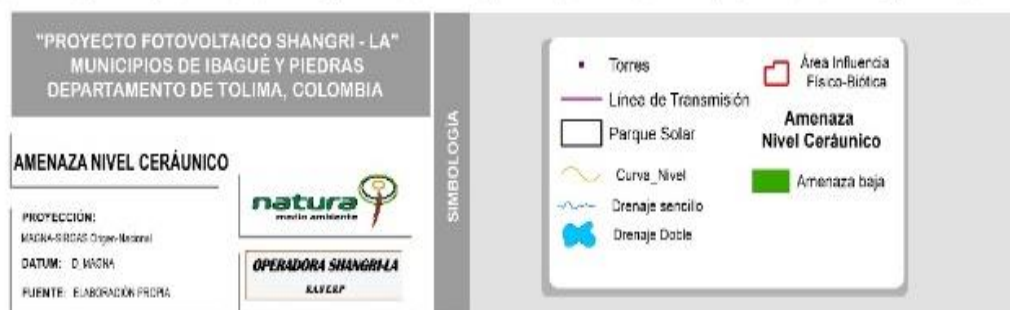 "PROYECTO FOTOVOLTAICO SHANGRI - LA"
MUNICIPIOS DE IBAGUÉ Y PIEDRAS
DEPARTAMENTO DE TOLIMA, COLOMBIA
AMENAZA NIVEL CERÁUNICO
PROYECCIÓN:
MAGNA-SIRGAS Origen-Nacional
DATUM: D_MAGNA
FUENTE: ELABORACIÓN PROPIA
natura
medio ambiente
OPERADORA SHANGRI-LA
SIMBOLOGÍA
Torres
Línea de Transmisión
Parque Solar
Curva_Nivel
Drenaje sencillo
Drenaje Doble
Área Influencia
Físico-Biótica
Amenaza
Nivel Ceráunico
Amenaza baja